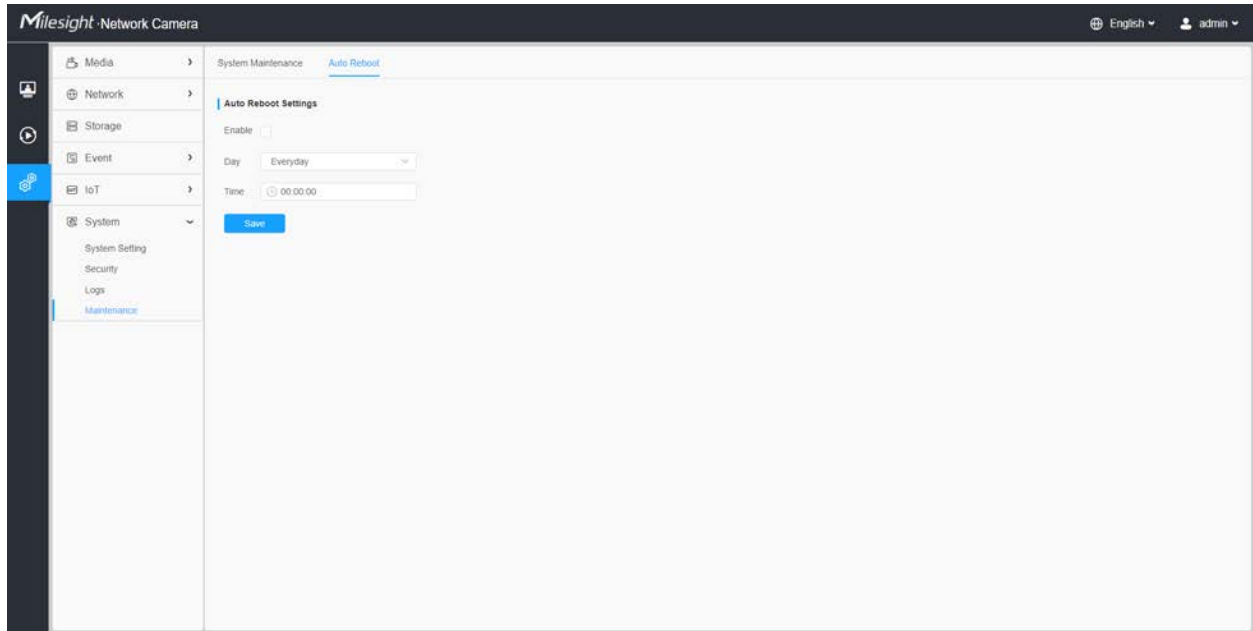 Milesight·Network Camera
English
admin
Media
Network
Storage
Event
IoT
System
System Setting
Security
Logs
Maintenance
System Maintenance
Auto Reboot
Auto Reboot Settings
Enable
Day Everyday
Time 00:00:00
Save